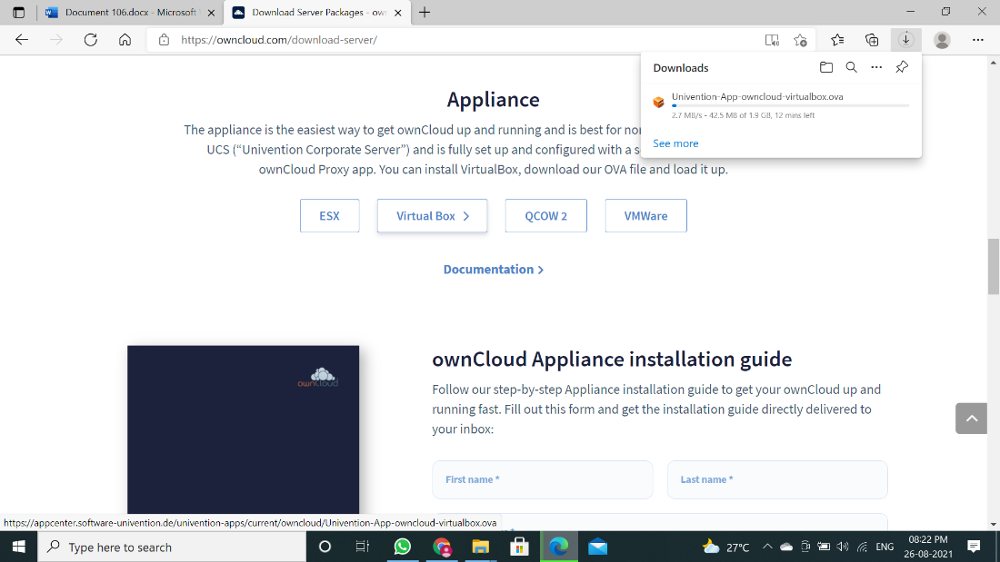 Document 106.docx - Microsoft
Download Server Packages - ow
https://owncloud.com/download-server/
Downloads
Univention-App-owncloud-virtualbox.ova
2.7 MB/s - 42.5 MB of 1.9 GB, 12 mins left
See more
Appliance
The appliance is the easiest way to get ownCloud up and running and is best for no
UCS (“Univention Corporate Server”) and is fully set up and configured with a s
ownCloud Proxy app. You can install VirtualBox, download our OVA file and load it up.
ESX
Virtual Box
QCOW 2
VMWare
Documentation
ownCloud
ownCloud Appliance installation guide
Follow our step-by-step Appliance installation guide to get your ownCloud up and
running fast. Fill out this form and get the installation guide directly delivered to
your inbox:
First name *
Last name *
https://appcenter.software-univention.de/univention-apps/current/owncloud/Univention-App-owncloud-virtualbox.ova
Type here to search
27°C
ENG
08:22 PM
26-08-2021